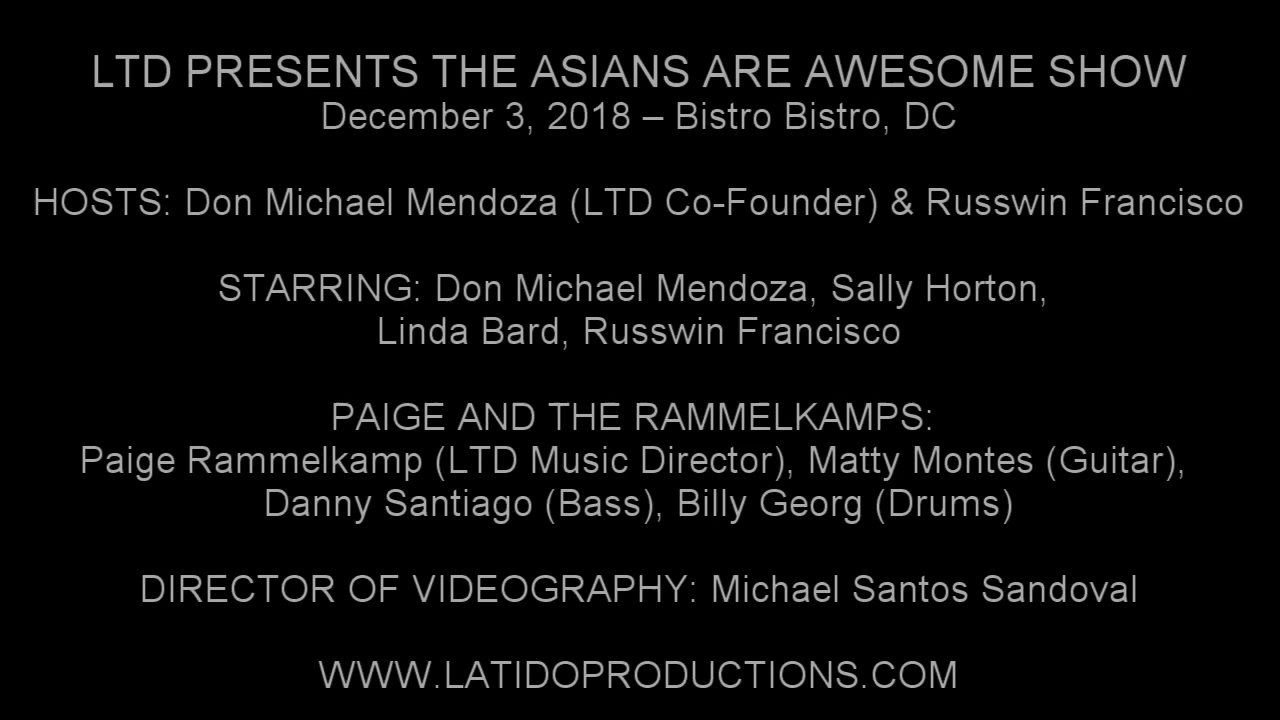 LTD PRESENTS THE ASIANS ARE AWESOME SHOW
December 3, 2018 – Bistro Bistro, DC
HOSTS: Don Michael Mendoza (LTD Co-Founder) & Russwin Francisco
STARRING: Don Michael Mendoza, Sally Horton,
Linda Bard, Russwin Francisco
PAIGE AND THE RAMMELKAMPS:
Paige Rammelkamp (LTD Music Director), Matty Montes (Guitar),
Danny Santiago (Bass), Billy Georg (Drums)
DIRECTOR OF VIDEOGRAPHY: Michael Santos Sandoval
WWW.LATIDOPRODUCTIONS.COM